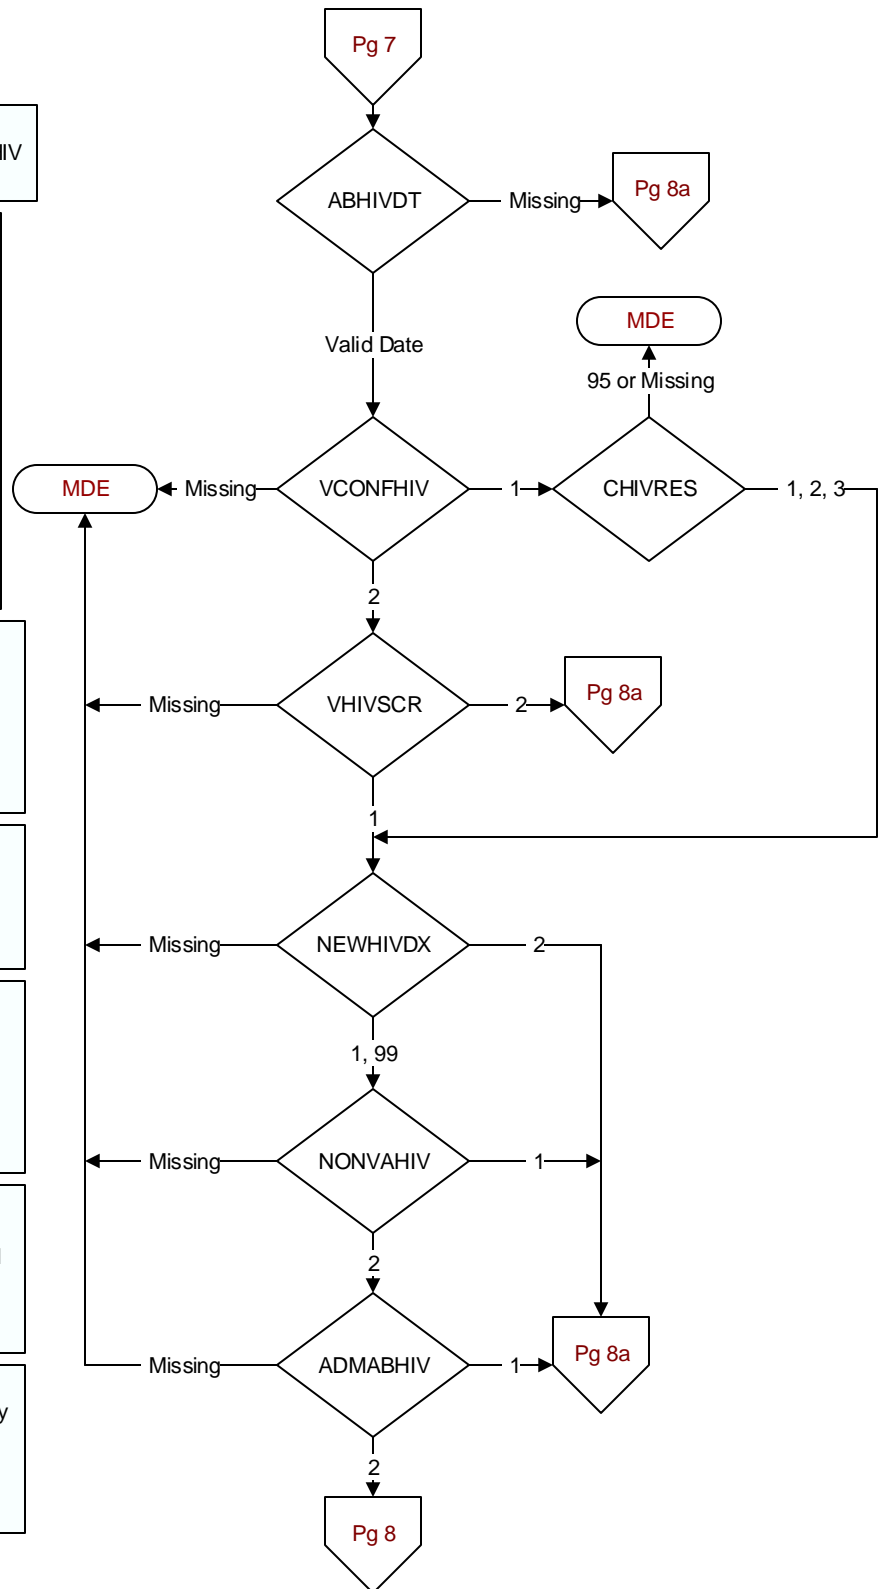 Pg 7
IIV
ABHIVDT
Missing
Pg 8a
MDE
Valid Date
95 or Missing
MDE
Missing
VCONFHIV
1
CHIVRES
1, 2, 3
2
Missing
VHIVSCR
2
Pg 8a
1
Missing
NEWHIVDX
2
1, 99
Missing
NONVAHIV
1
2
Missing
ADMABHIV
1
Pg 8a
y
2
Pg 8